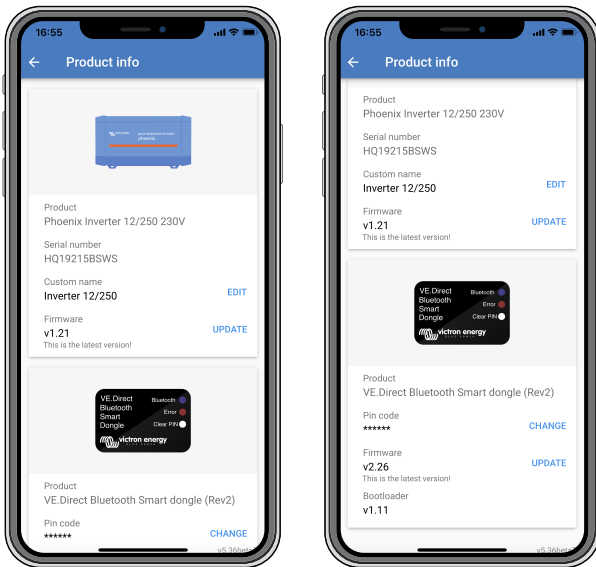 16:55
Product info
phoenix
Product
Phoenix Inverter 12/250 230V
Serial number
HQ19215BSWS
Custom name
Inverter 12/250
EDIT
Firmware
v1.21
UPDATE
This is the latest version!
VE.Direct
Bluetooth
Smart
Dongle
Bluetooth
Error
Clear PIN
victron energy
BLUE POWER
Product
VE.Direct Bluetooth Smart dongle (Rev2)
Pin code
******
CHANGE
v5.36beta
16:55
Product info
Product
Phoenix Inverter 12/250 230V
Serial number
HQ19215BSWS
Custom name
Inverter 12/250
EDIT
Firmware
v1.21
UPDATE
This is the latest version!
VE.Direct
Bluetooth
Smart
Dongle
Bluetooth
Error
Clear PIN
victron energy
BLUE POWER
Product
VE.Direct Bluetooth Smart dongle (Rev2)
Pin code
******
CHANGE
Firmware
v2.26
UPDATE
This is the latest version!
Bootloader
v1.11
v5.36beta